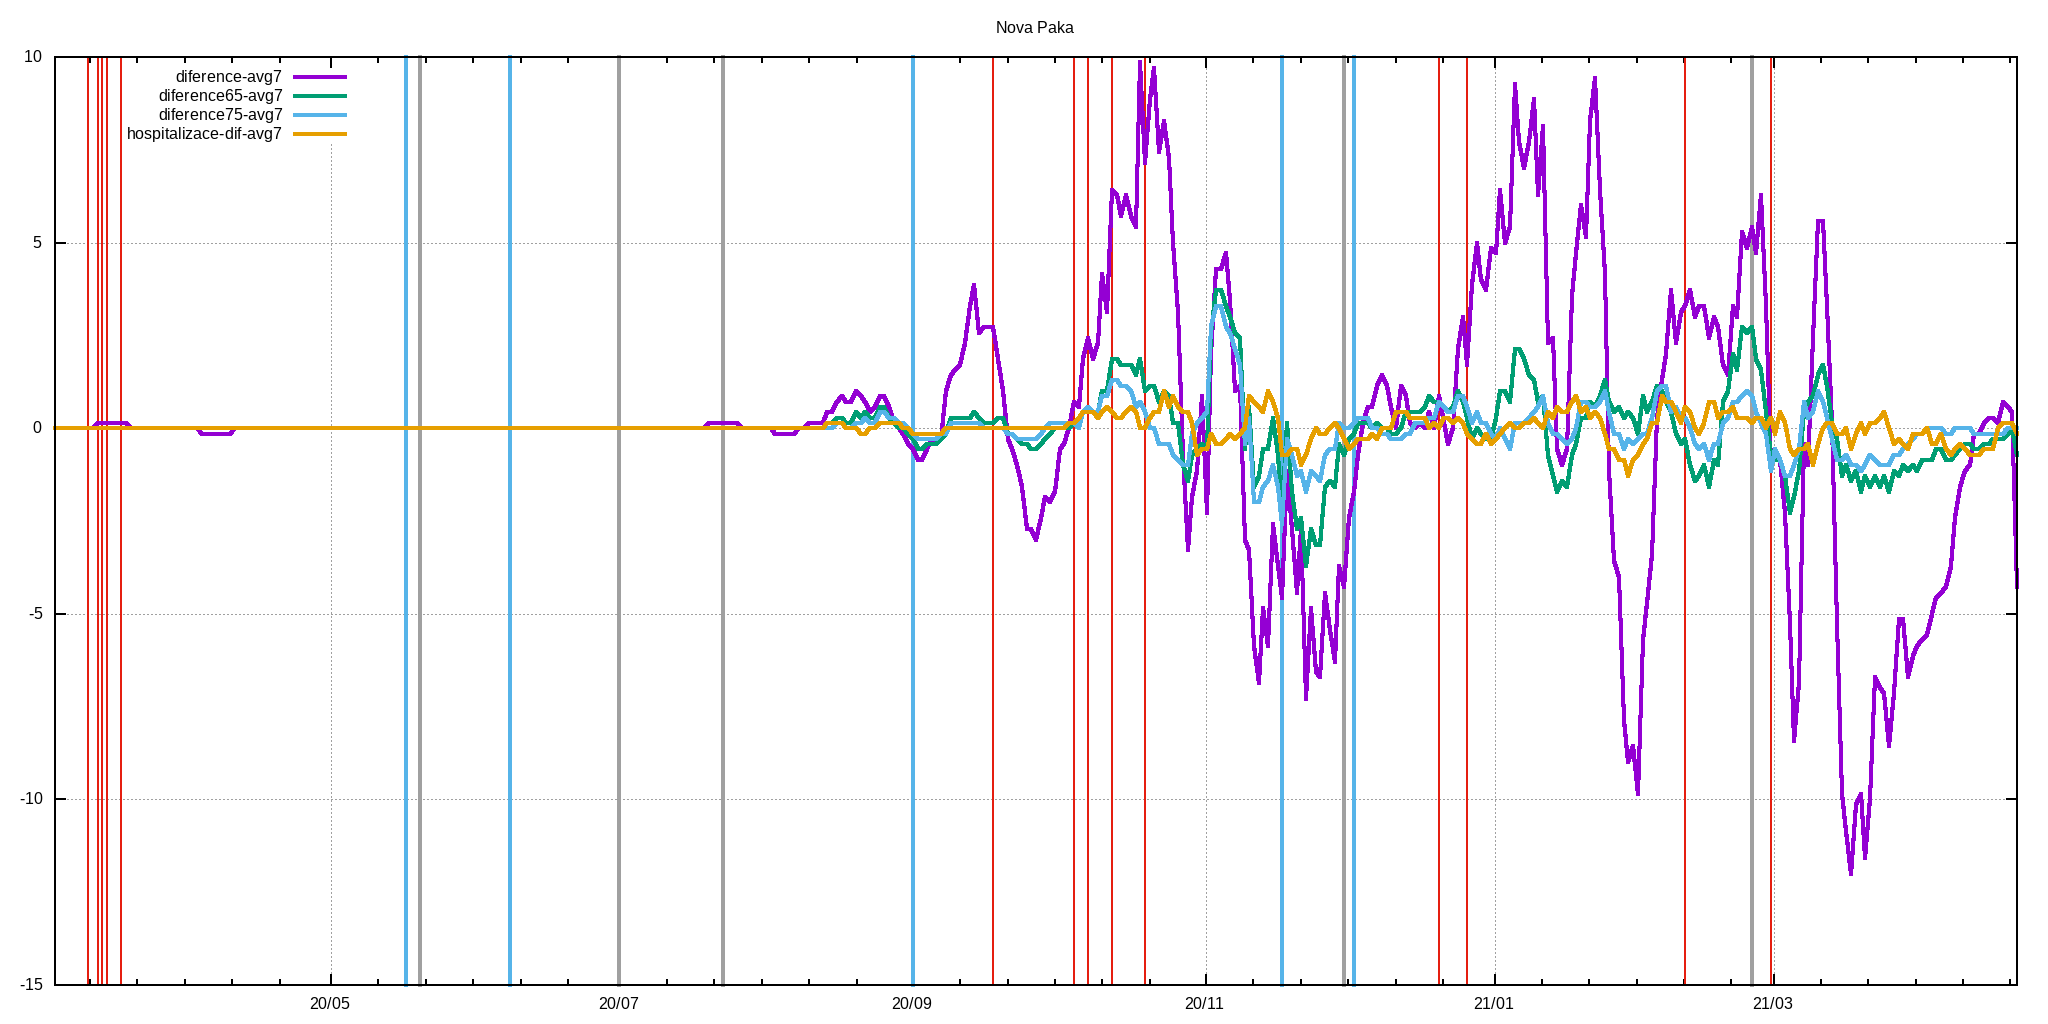 Nova Paka
10
diference-avg7
diference65-avg7
diference75-avg7
hospitalizace-dif-avg7
5
0
-5
-10
-15
20/05 20/07 20/09 20/11 21/01 21/03